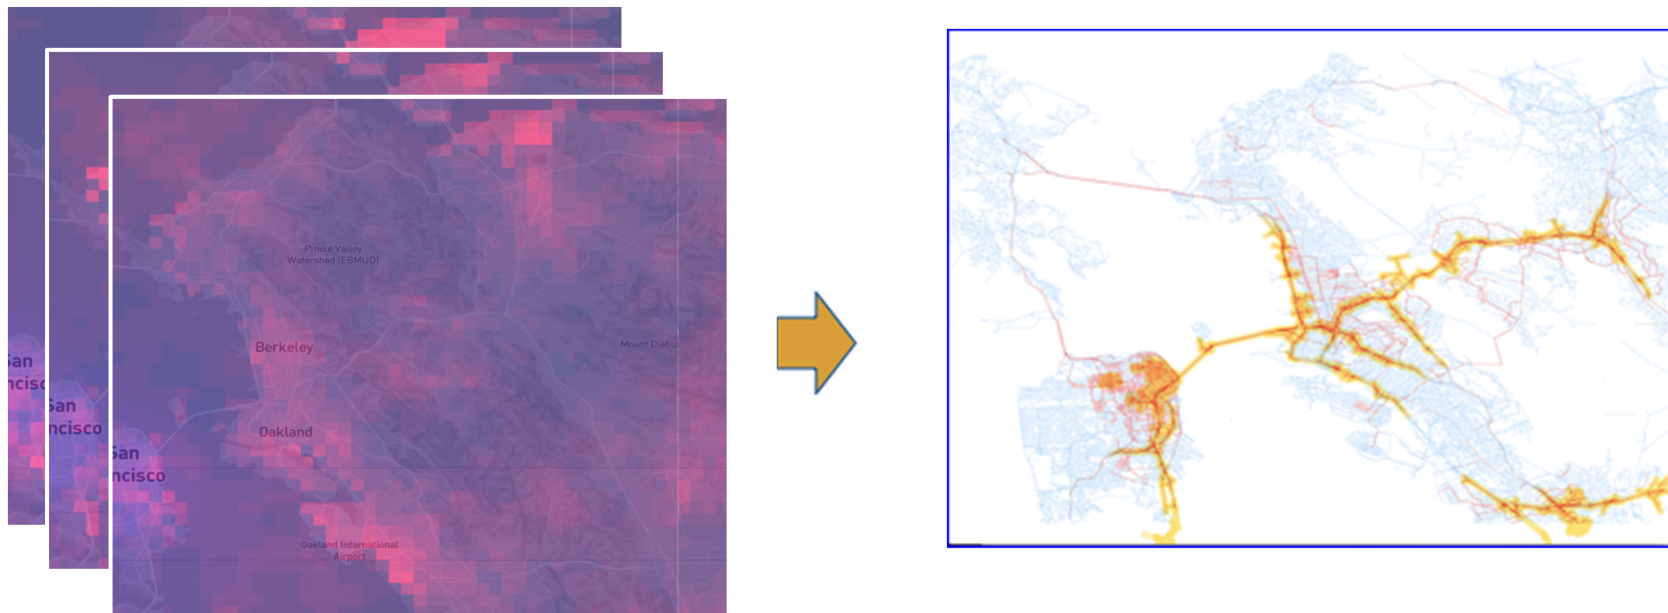 San
ncisco
San
ncisco
San
ncisco
Pinole Valley
Watershed (EBMUD)
Berkeley
Mount Diablo
Oakland
Oakland International
Airport